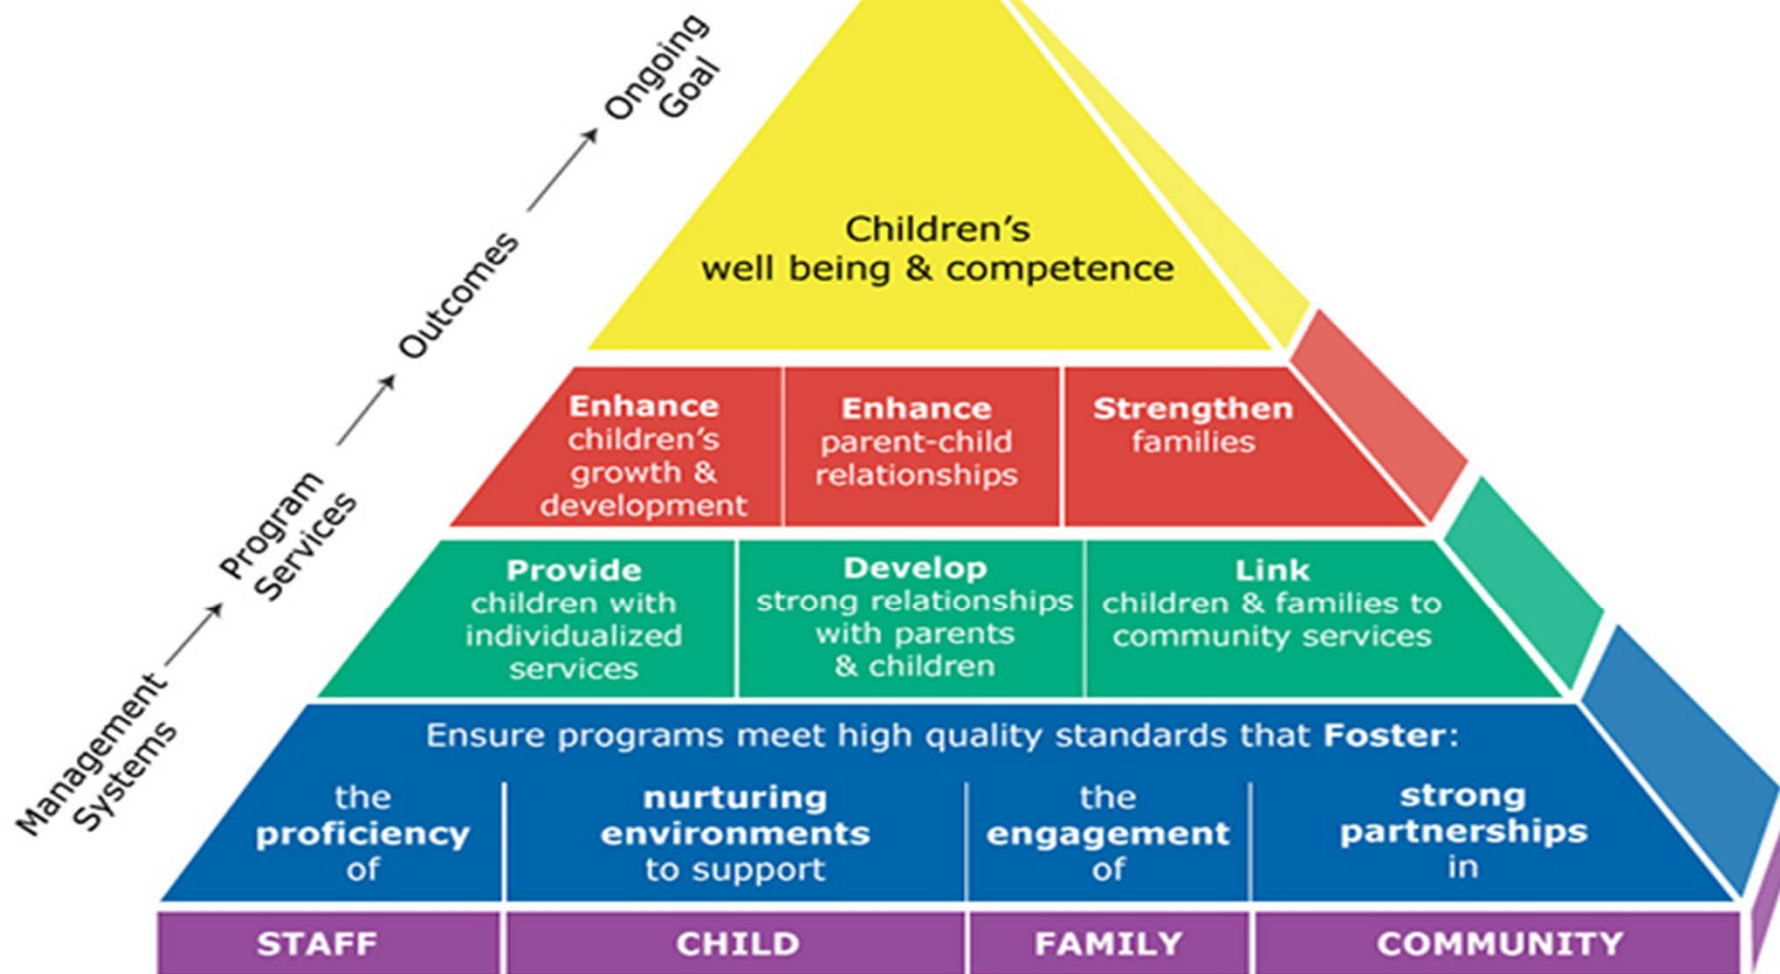 Ongoing
Goal
Outcomes
Program
Services
Management
Systems
Children’s
well being & competence
Enhance
children’s
growth &
development
Enhance
parent-child
relationships
Strengthen
families
Provide
children with
individualized
services
Develop
strong relationships
with parents
& children
Link
children & families to
community services
Ensure programs meet high quality standards that Foster:
the
proficiency
of
nurturing
environments
to support
the
engagement
of
strong
partnerships
in
STAFF
CHILD
FAMILY
COMMUNITY